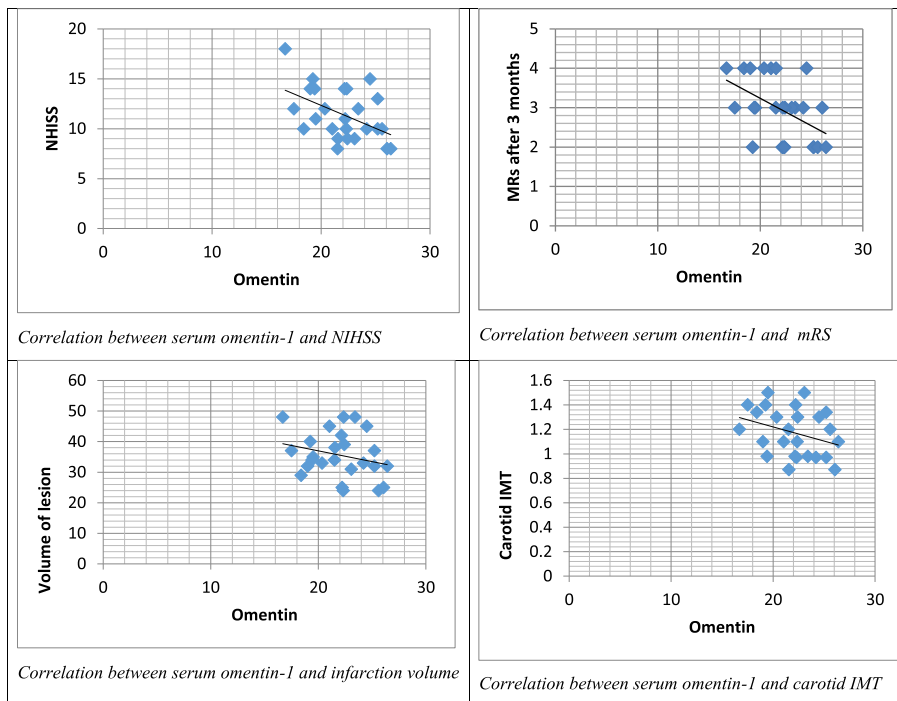 20
15
10
5
0
0 10 20 30
NHISS
Omentin
Correlation between serum omentin-1 and NIHSS
5
4
3
2
1
0
0 10 20 30
MRs after 3 months
Omentin
Correlation between serum omentin-1 and mRS
60
50
40
30
20
10
0
0 10 20 30
Volume of lesion
Omentin
Correlation between serum omentin-1 and infarction volume
1.6
1.4
1.2
1
0.8
0.6
0.4
0.2
0
0 10 20 30
Carotid IMT
Omentin
Correlation between serum omentin-1 and carotid IMT